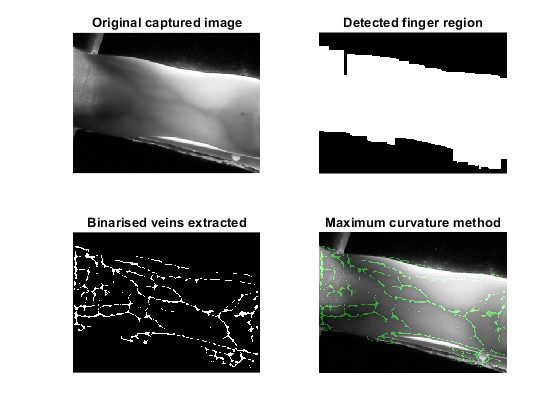 Original captured image
Detected finger region
Binarised veins extracted
Maximum curvature method